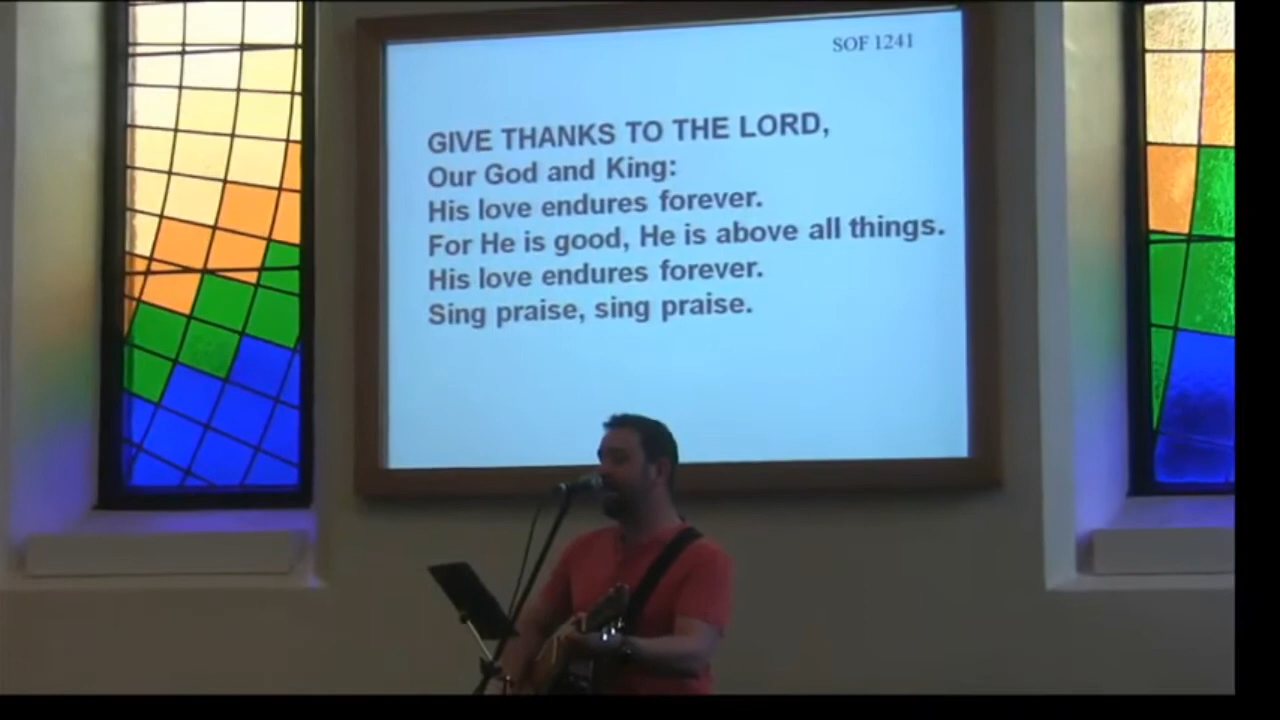 SOF 1241
GIVE THANKS TO THE LORD,
Our God and King:
His love endures forever.
For He is good, He is above all things.
His love endures forever.
Sing praise, sing praise.